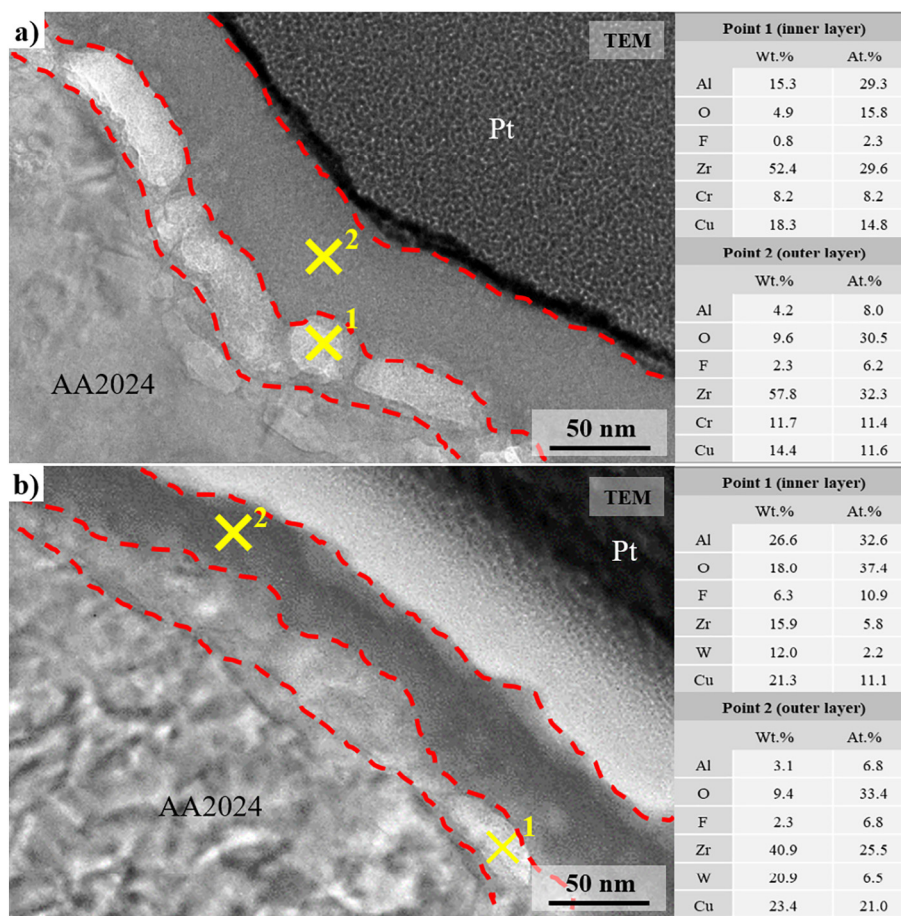 a)
TEM
Pt
2
1
AA2024
50 nm
Point 1 (inner layer)
Wt.% At.%
Al 15.3 29.3
O 4.9 15.8
F 0.8 2.3
Zr 52.4 29.6
Cr 8.2 8.2
Cu 18.3 14.8
Point 2 (outer layer)
Wt.% At.%
Al 4.2 8.0
O 9.6 30.5
F 2.3 6.2
Zr 57.8 32.3
Cr 11.7 11.4
Cu 14.4 11.6
b)
TEM
2
Pt
AA2024
1
50 nm
Point 1 (inner layer)
Wt.% At.%
Al 26.6 32.6
O 18.0 37.4
F 6.3 10.9
Zr 15.9 5.8
W 12.0 2.2
Cu 21.3 11.1
Point 2 (outer layer)
Wt.% At.%
Al 3.1 6.8
O 9.4 33.4
F 2.3 6.8
Zr 40.9 25.5
W 20.9 6.5
Cu 23.4 21.0